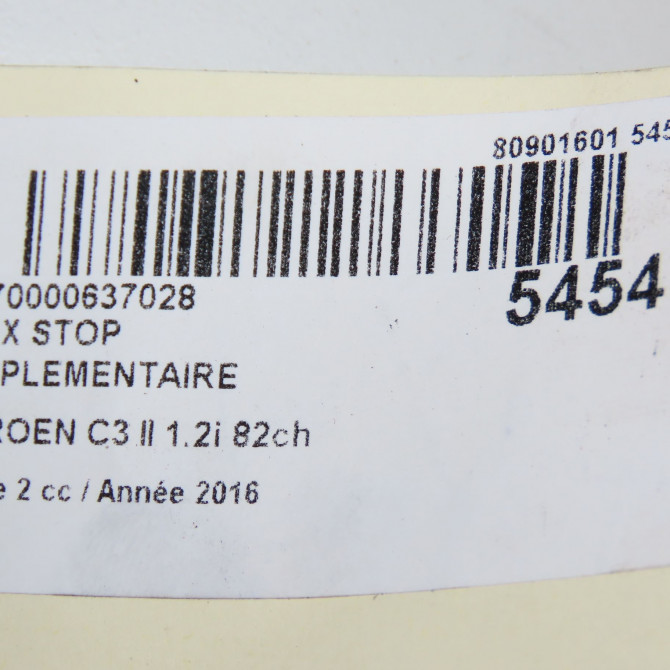 80901601 545
5454
70000637028
X STOP
PLEMENTAIRE
ROEN C3 II 1.2i 82ch
e 2 cc / Année 2016